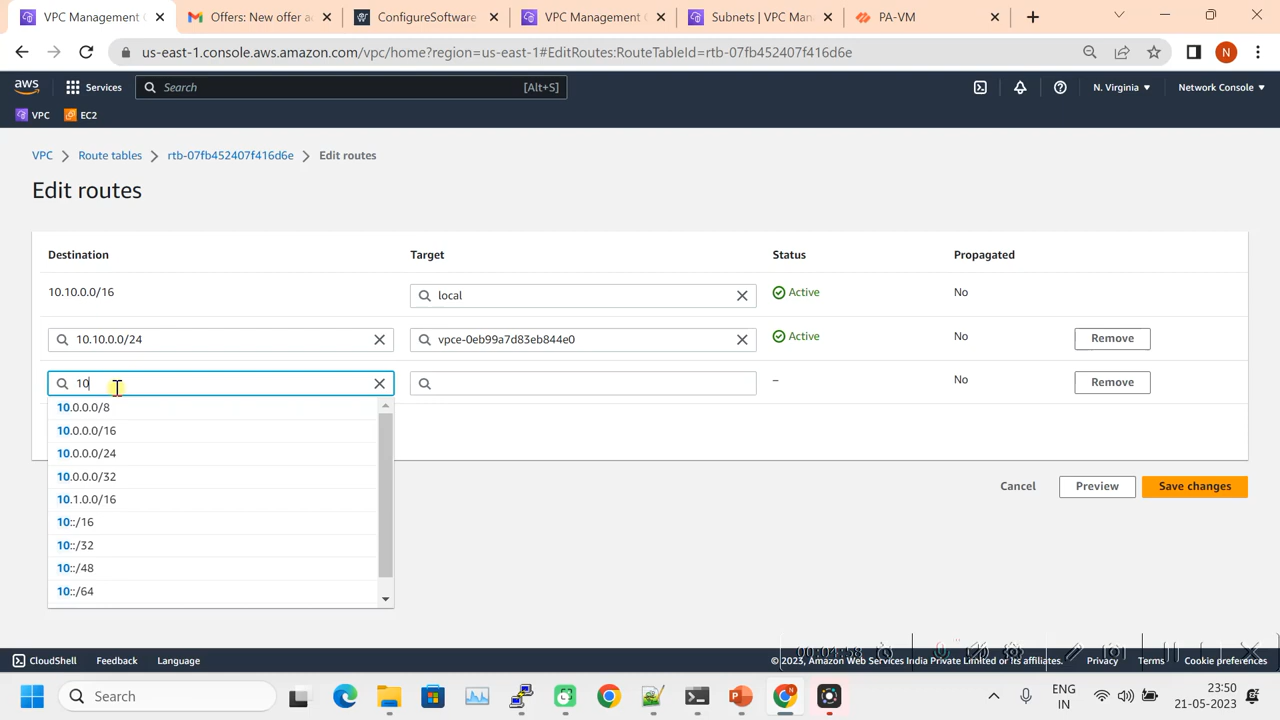 VPC Management C
Offers: New offer a
ConfigureSoftware
VPC Management C
Subnets | VPC Man
PA-VM
us-east-1.console.aws.amazon.com/vpc/home?region=us-east-1#EditRoutes:RouteTableId=rtb-07fb452407f416d6e
N
aws
Services
Search
[Alt+S]
N. Virginia
Network Console
VPC
EC2
VPC
Route tables
rtb-07fb452407f416d6e
Edit routes
Edit routes
Destination
Target
Status
Propagated
10.10.0.0/16
local
Active
No
10.10.0.0/24
vpce-0eb99a7d83eb844e0
Active
No
Remove
10
–
No
Remove
10.0.0.0/8
10.0.0.0/16
10.0.0.0/24
10.0.0.0/32
10.1.0.0/16
10::/16
10::/32
10::/48
10::/64
Cancel
Preview
Save changes
00:04:58
CloudShell
Feedback
Language
© 2023, Amazon Web Services India Private Limited or its affiliates.
Privacy
Terms
Cookie preferences
Search
ENG
IN
23:50
21-05-2023